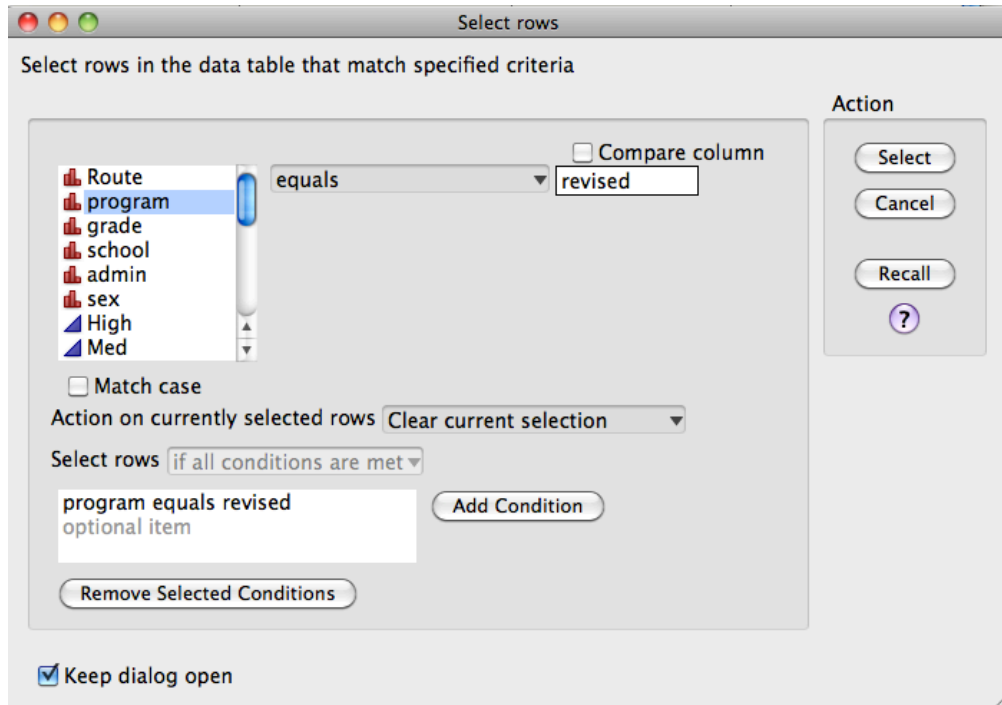 Select rows
Select rows in the data table that match specified criteria
Action
Compare column
Route
equals
revised
program
grade
school
admin
sex
High
Med
Select
Cancel
Recall
?
Match case
Action on currently selected rows Clear current selection
Select rows if all conditions are met
program equals revised
optional item
Add Condition
Remove Selected Conditions
Keep dialog open